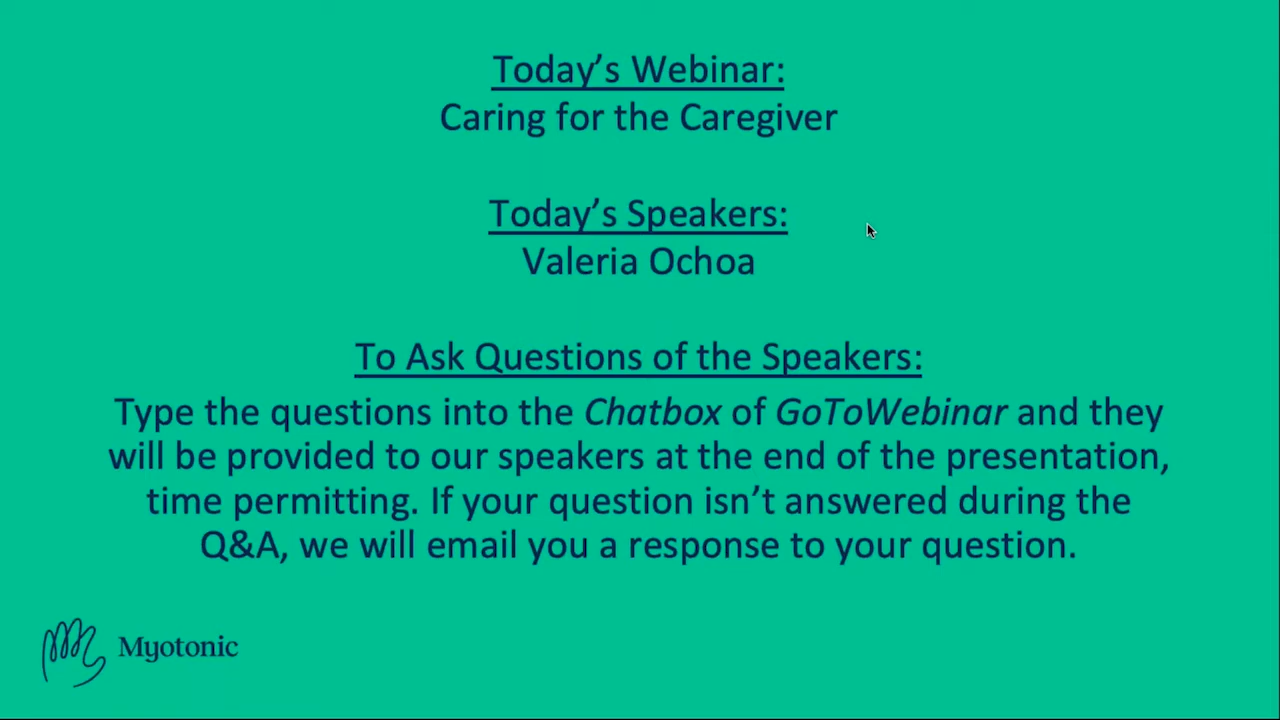 Today’s Webinar:
Caring for the Caregiver
Today’s Speakers:
Valeria Ochoa
To Ask Questions of the Speakers:
Type the questions into the Chatbox of GoToWebinar and they
will be provided to our speakers at the end of the presentation,
time permitting. If your question isn’t answered during the
Q&A, we will email you a response to your question.
Myotonic